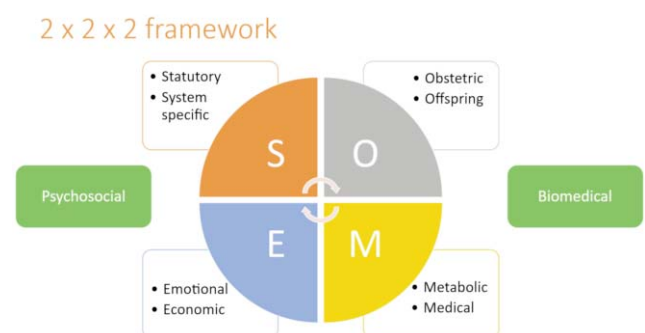 2 x 2 x 2 framework
• Statutory
• System
specific
• Obstetric
• Offspring
S
O
Psychosocial
Biomedical
E
M
• Emotional
• Economic
• Metabolic
• Medical